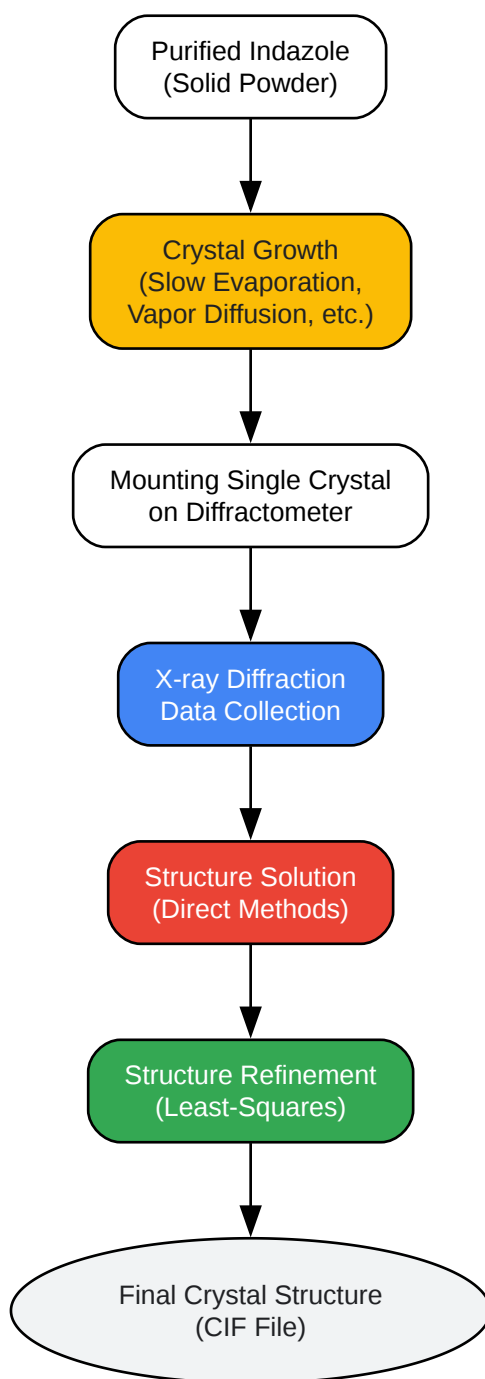 Purified Indazole
(Solid Powder)
Crystal Growth
(Slow Evaporation,
Vapor Diffusion, etc.)
Mounting Single Crystal
on Diffractometer
X-ray Diffraction
Data Collection
Structure Solution
(Direct Methods)
Structure Refinement
(Least-Squares)
Final Crystal Structure
(CIF File)